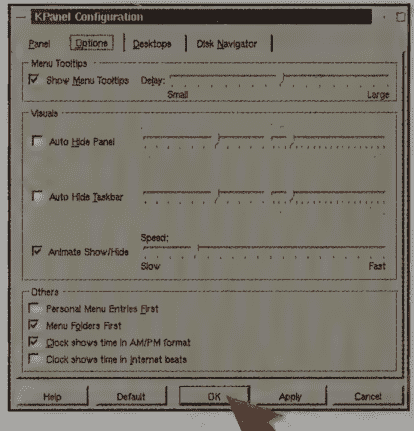 KPanel Configuration
Panel Options Desktops Disk Navigator
Menu Tooltips
Show Menu Tooltips Delay:
Small Large
Visuals
Auto Hide Panel
Auto Hide Taskbar
Speed:
Animate Show/Hide
Slow Fast
Others
Personal Menu Entries First
Menu Folders First
Clock shows time in AM/PM format
Clock shows time in Internet beats
Help Default OK Apply Cancel